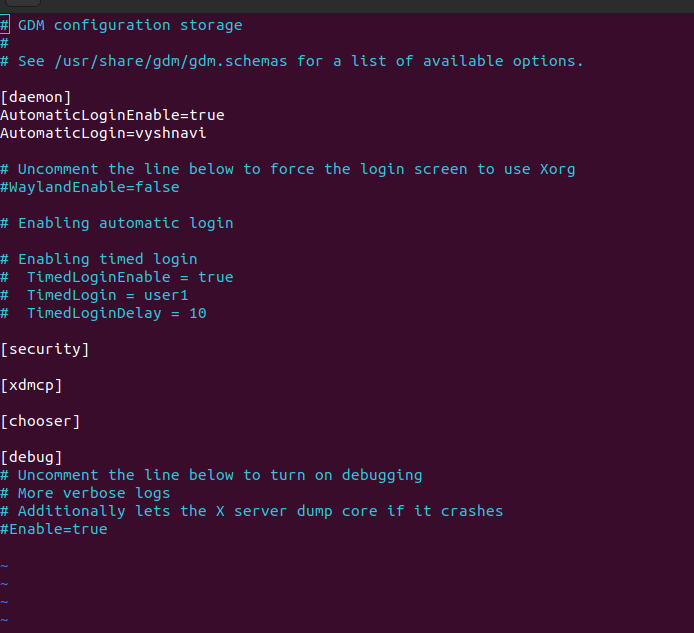 # GDM configuration storage
#
# See /usr/share/gdm/gdm.schemas for a list of available options.
[daemon]
AutomaticLoginEnable=true
AutomaticLogin=vyshnavi
# Uncomment the line below to force the login screen to use Xorg
#WaylandEnable=false
# Enabling automatic login
# Enabling timed login
#  TimedLoginEnable = true
#  TimedLogin = user1
#  TimedLoginDelay = 10
[security]
[xdmcp]
[chooser]
[debug]
# Uncomment the line below to turn on debugging
# More verbose logs
# Additionally lets the X server dump core if it crashes
#Enable=true
~
~
~
~